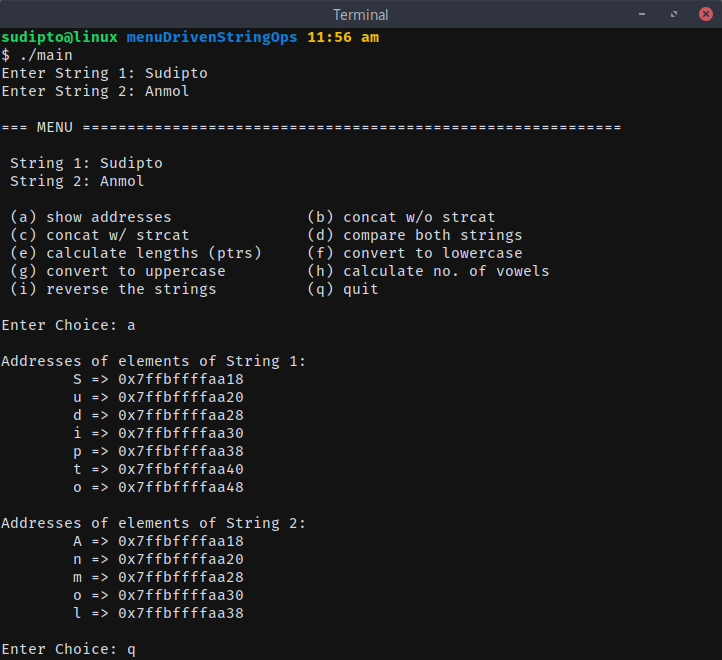 Terminal
sudipto@linux menuDrivenStringOps 11:56 am
$ ./main
Enter String 1: Sudipto
Enter String 2: Anmol
=== MENU ============================================================
String 1: Sudipto
String 2: Anmol
(a) show addresses (b) concat w/o strcat
(c) concat w/ strcat (d) compare both strings
(e) calculate lengths (ptrs) (f) convert to lowercase
(g) convert to uppercase (h) calculate no. of vowels
(i) reverse the strings (q) quit
Enter Choice: a
Addresses of elements of String 1:
S => 0x7ffbffffaa18
u => 0x7ffbffffaa20
d => 0x7ffbffffaa28
i => 0x7ffbffffaa30
p => 0x7ffbffffaa38
t => 0x7ffbffffaa40
o => 0x7ffbffffaa48
Addresses of elements of String 2:
A => 0x7ffbffffaa18
n => 0x7ffbffffaa20
m => 0x7ffbffffaa28
o => 0x7ffbffffaa30
l => 0x7ffbffffaa38
Enter Choice: q